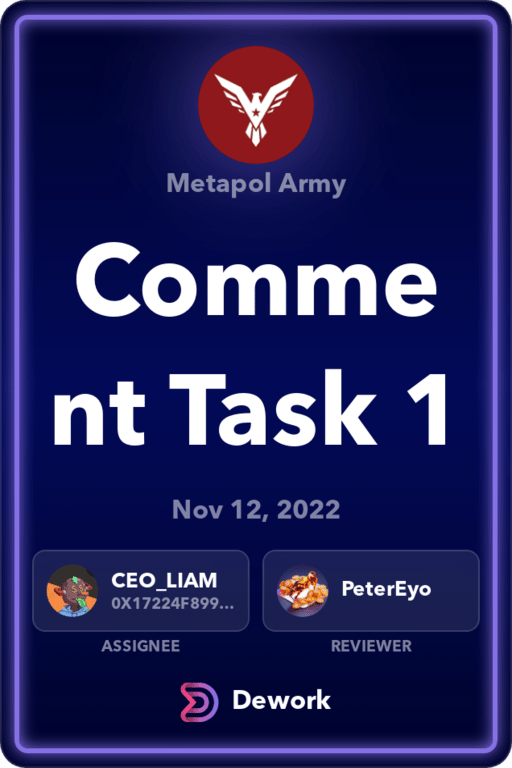 Metapol Army
Comme
nt Task 1
Nov 12, 2022
CEO_LIAM
0X17224F899...
PeterEyo
ASSIGNEE
REVIEWER
Dework